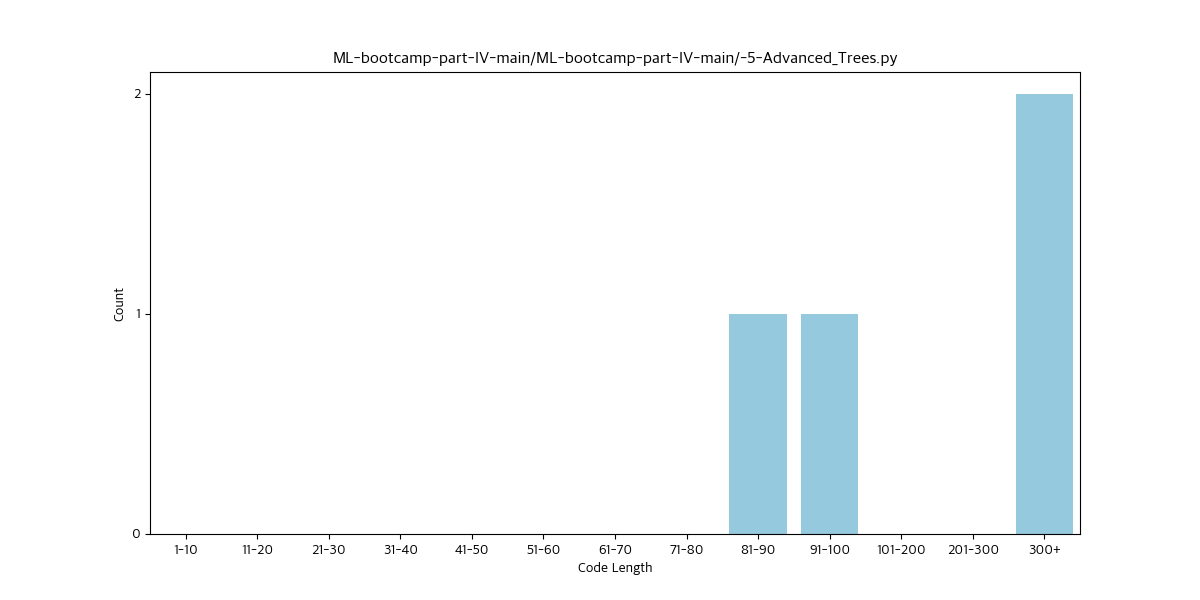 ML-bootcamp-part-IV-main/ML-bootcamp-part-IV-main/-5-Advanced_Trees.py
2
1
0
Count
1-10 11-20 21-30 31-40 41-50 51-60 61-70 71-80 81-90 91-100 101-200 201-300 300+
Code Length